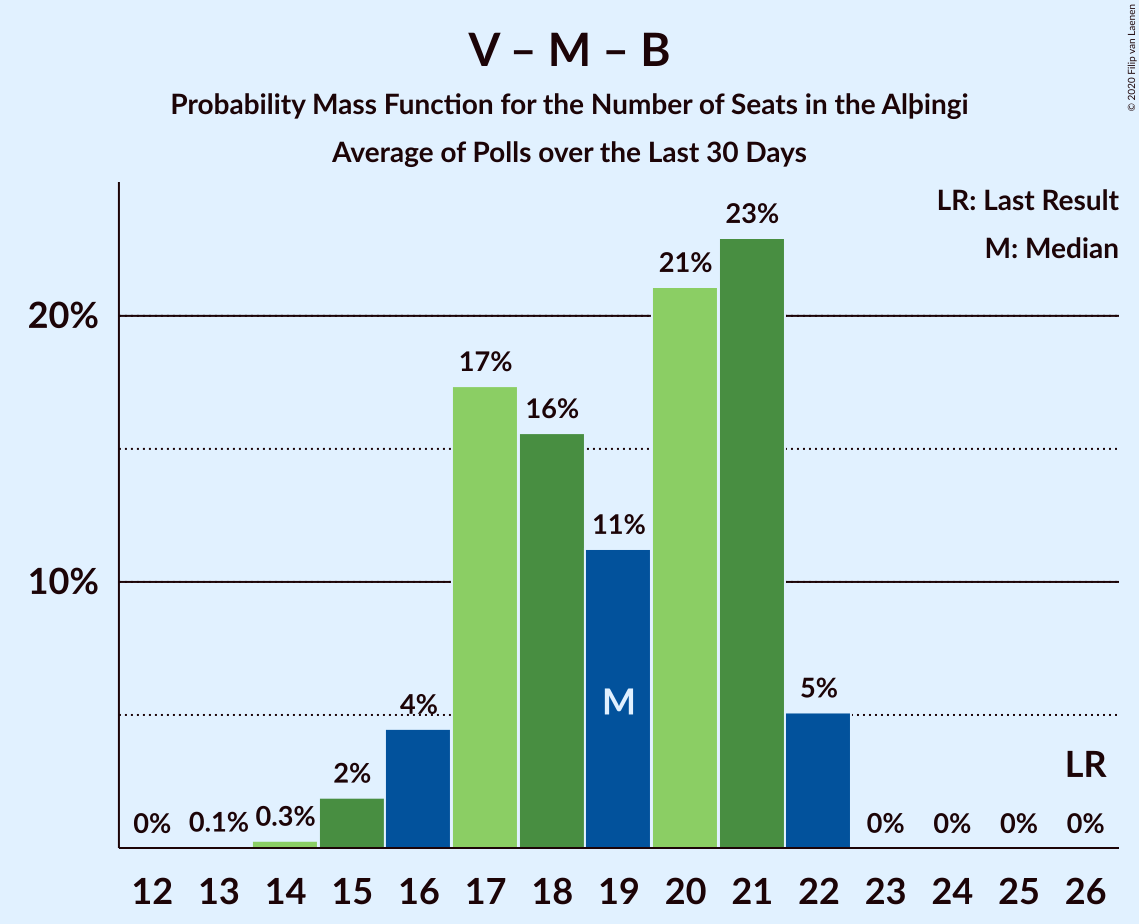 V – M – B
Probability Mass Function for the Number of Seats in the Alþingi
Average of Polls over the Last 30 Days
© 2020 Filip van Laenen
LR: Last Result
M: Median
23%
21%
20%
17%
16%
11%
10%
M
5%
4%
2%
LR
0% 0.1% 0.3% 0% 0% 0% 0%
12 13 14 15 16 17 18 19 20 21 22 23 24 25 26